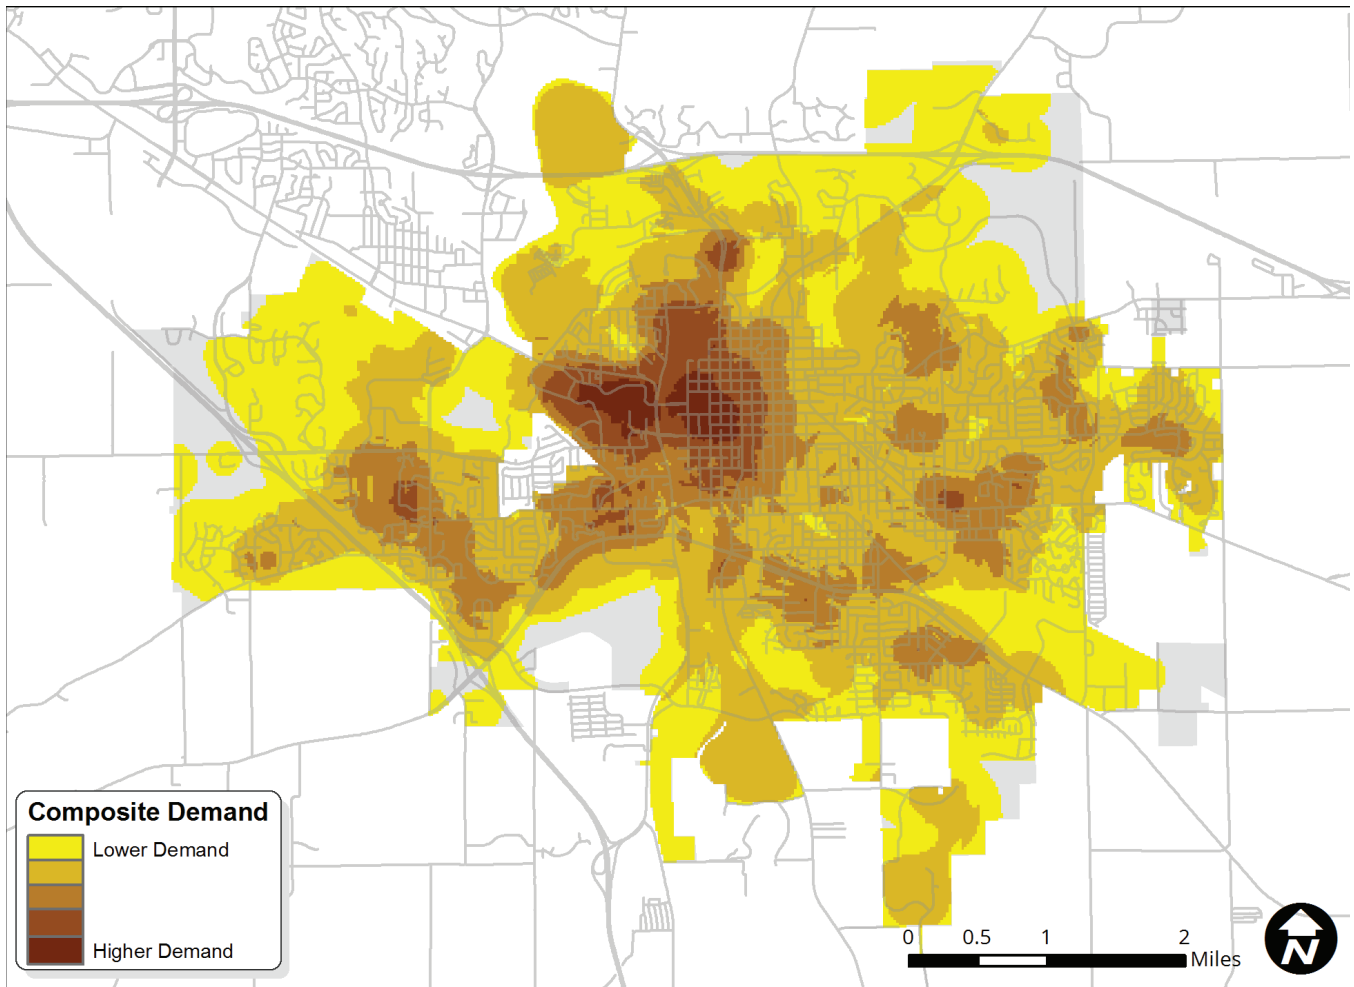 Composite Demand
Lower Demand
Higher Demand
0 0.5 1 2
Miles
N